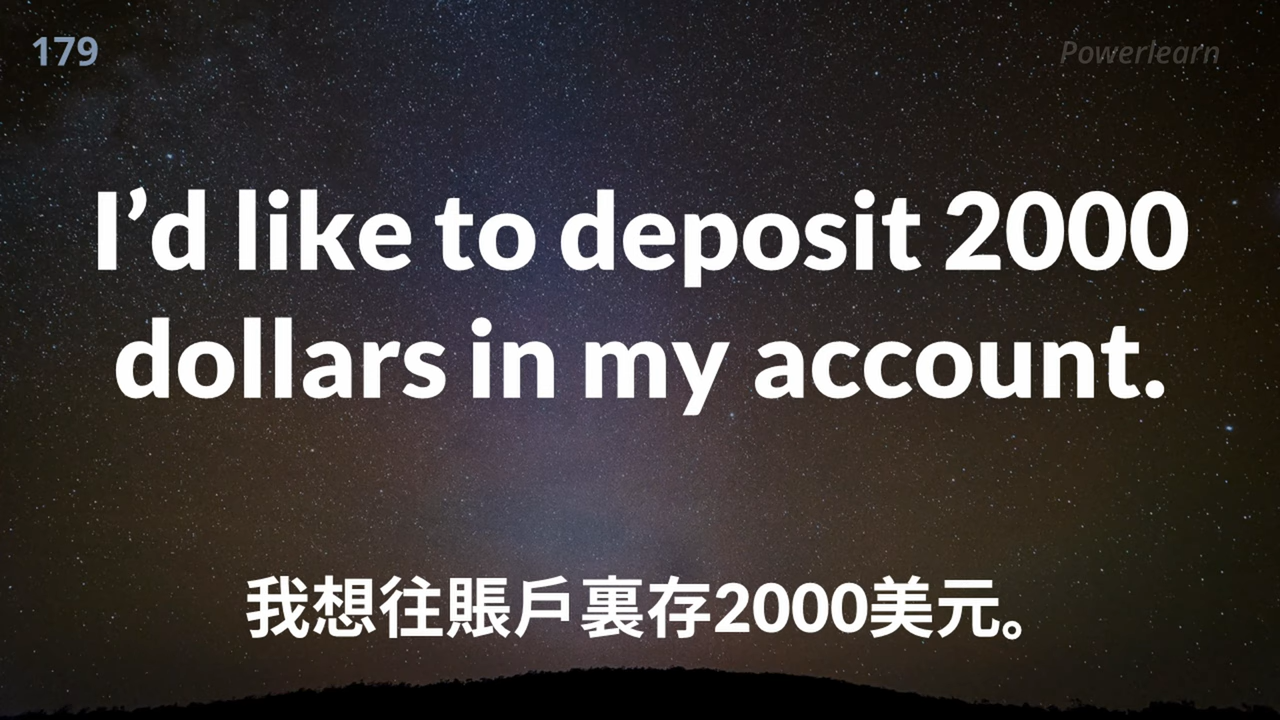 179
Powerlearn
I’d like to deposit 2000
dollars in my account.
我想往賬戶裏存2000美元。